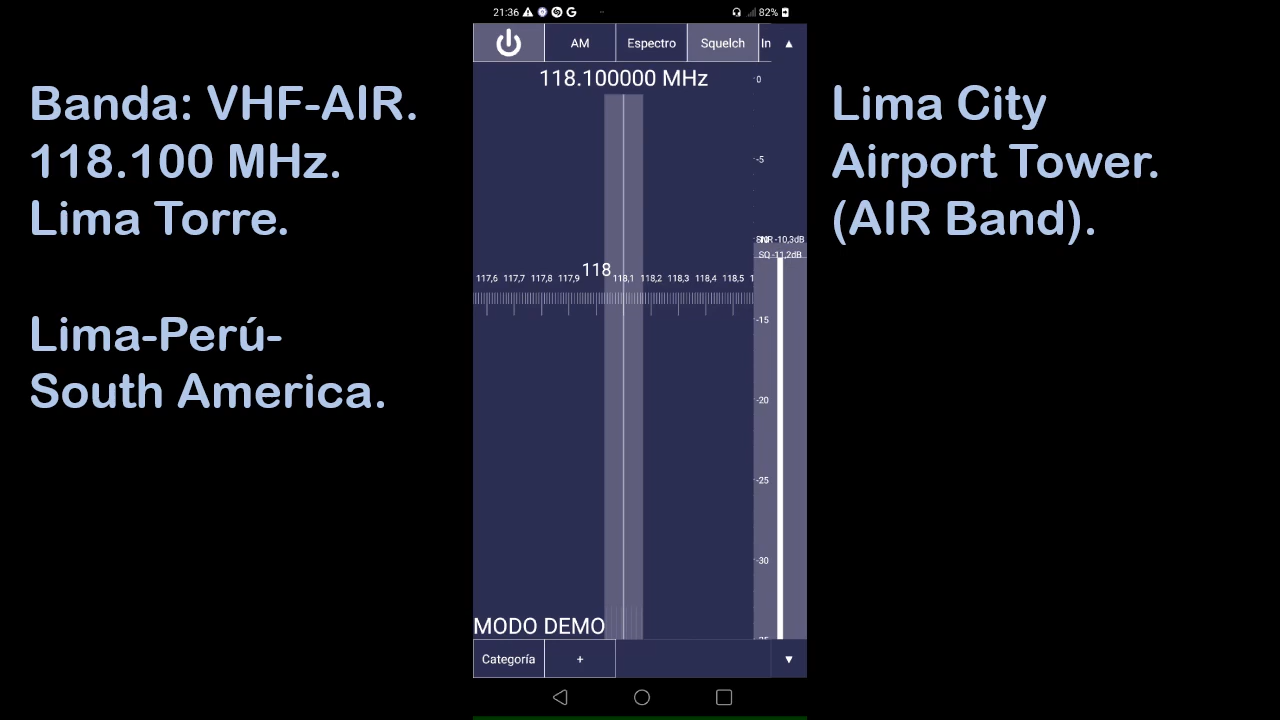 21:36
82%
AM
Espectro
Squelch
In
118.100000 MHz
Banda: VHF-AIR.
118.100 MHz.
Lima Torre.
Lima-Perú-
South America.
Lima City
Airport Tower.
(AIR Band).
0
-5
-10,3dB
SQ -11,2dB
-15
-20
-25
-30
118
117,6 117,7 117,8 117,9 118,1 118,2 118,3 118,4 118,5
MODO DEMO
Categoría
+